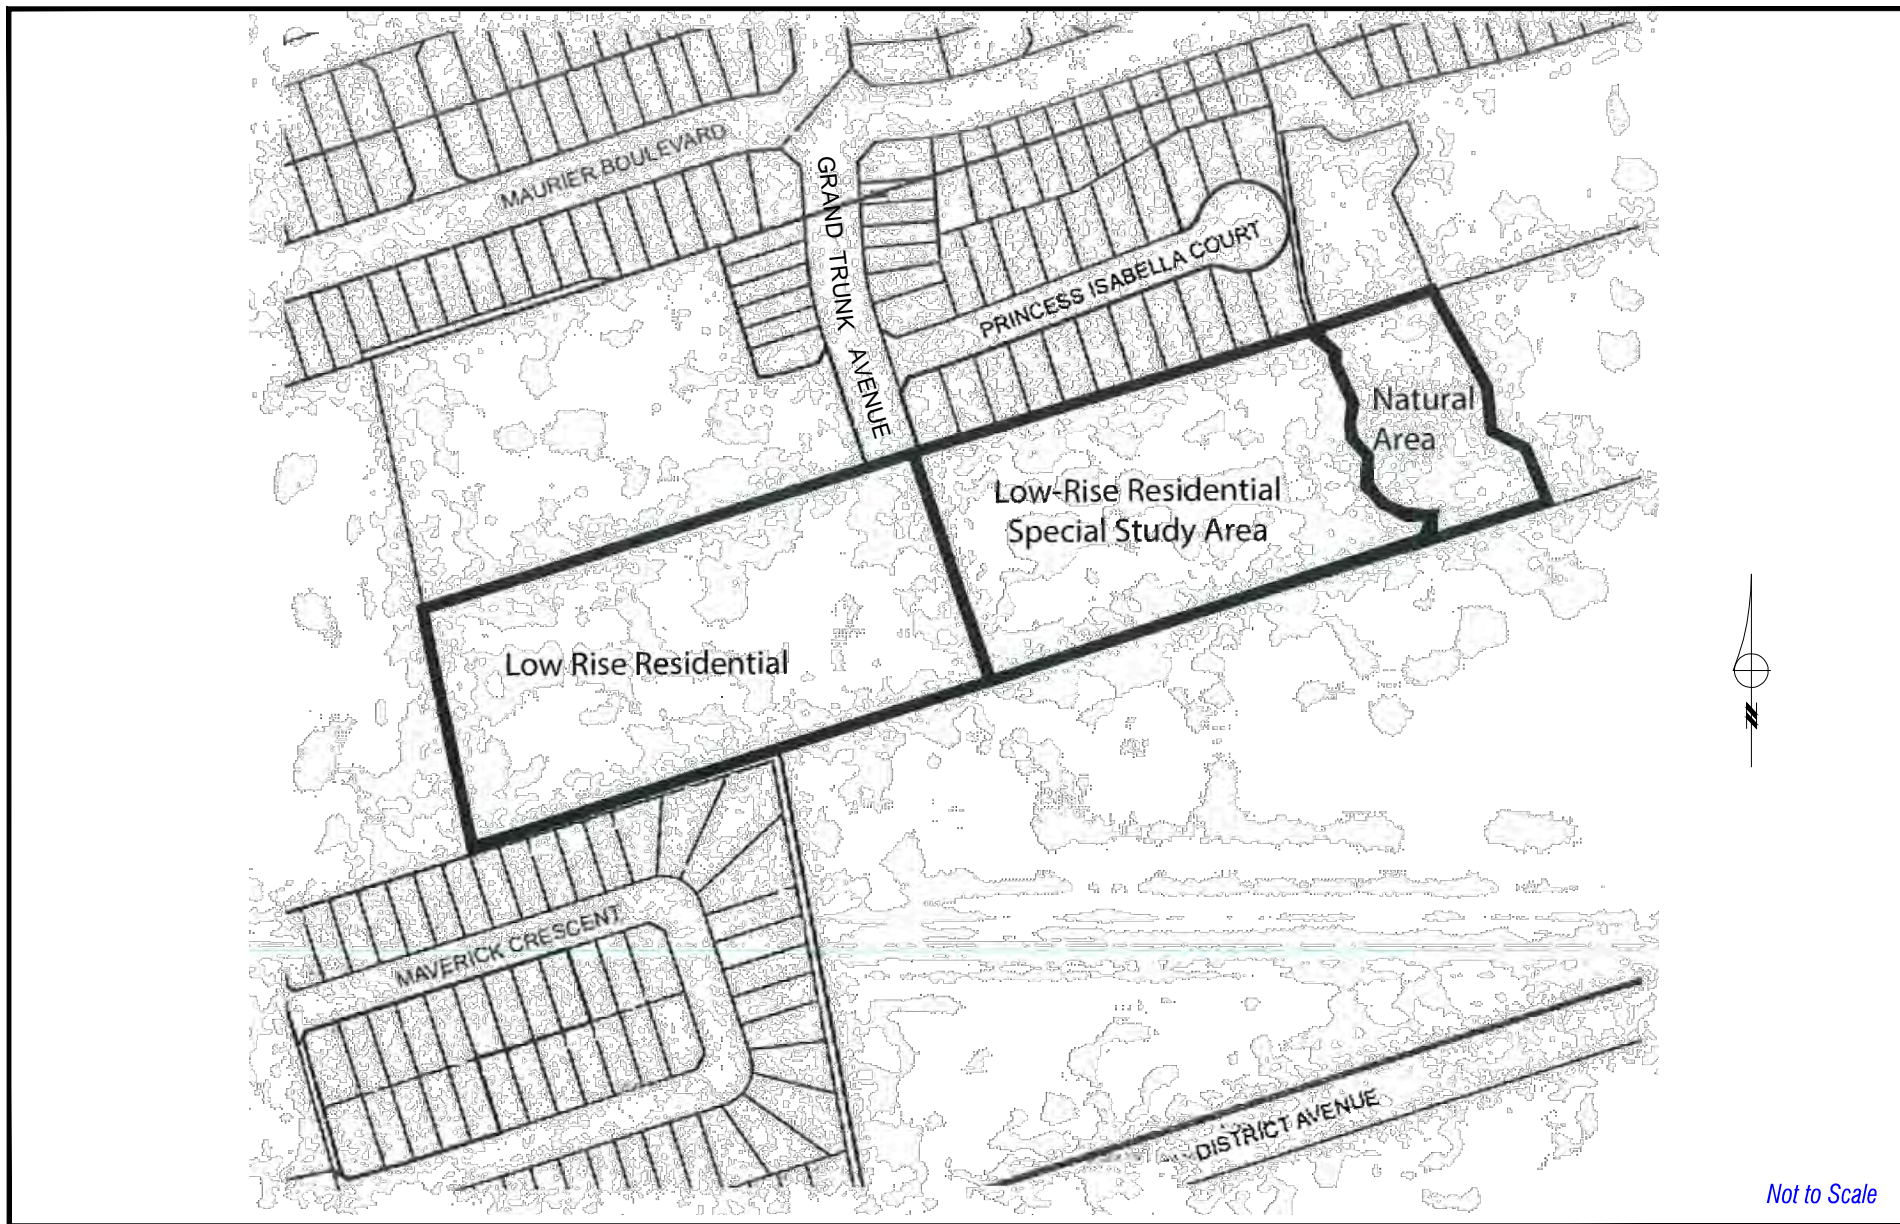 MAURIER BOULEVARD
GRAND TRUNK AVENUE
PRINCESS ISABELLA COURT
Natural
Area
Low-Rise Residential
Special Study Area
Low Rise Residential
MAVERICK CRESCENT
DISTRICT AVENUE
N
Not to Scale